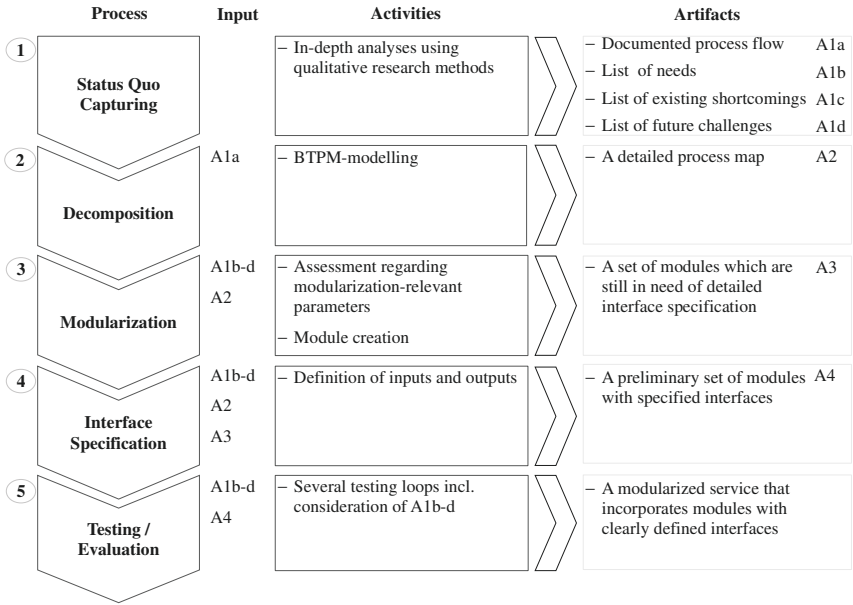 Process Input Activities Artifacts
1
Status Quo
Capturing
– In-depth analyses using
qualitative research methods
– Documented process flow A1a
– List of needs A1b
– List of existing shortcomings A1c
– List of future challenges A1d
2
Decomposition
A1a
– BTPM-modelling
– A detailed process map A2
3
Modularization
A1b-d
A2
– Assessment regarding
modularization-relevant
parameters
– Module creation
– A set of modules which are A3
still in need of detailed
interface specification
4
Interface
Specification
A1b-d
A2
A3
– Definition of inputs and outputs
– A preliminary set of modules A4
with specified interfaces
5
Testing /
Evaluation
A1b-d
A4
– Several testing loops incl.
consideration of A1b-d
– A modularized service that
incorporates modules with
clearly defined interfaces